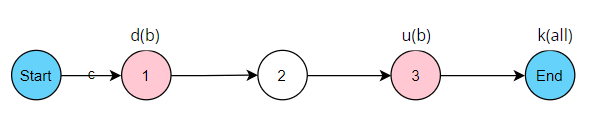 d(b) u(b) k(all)
Start c 1 2 3 End